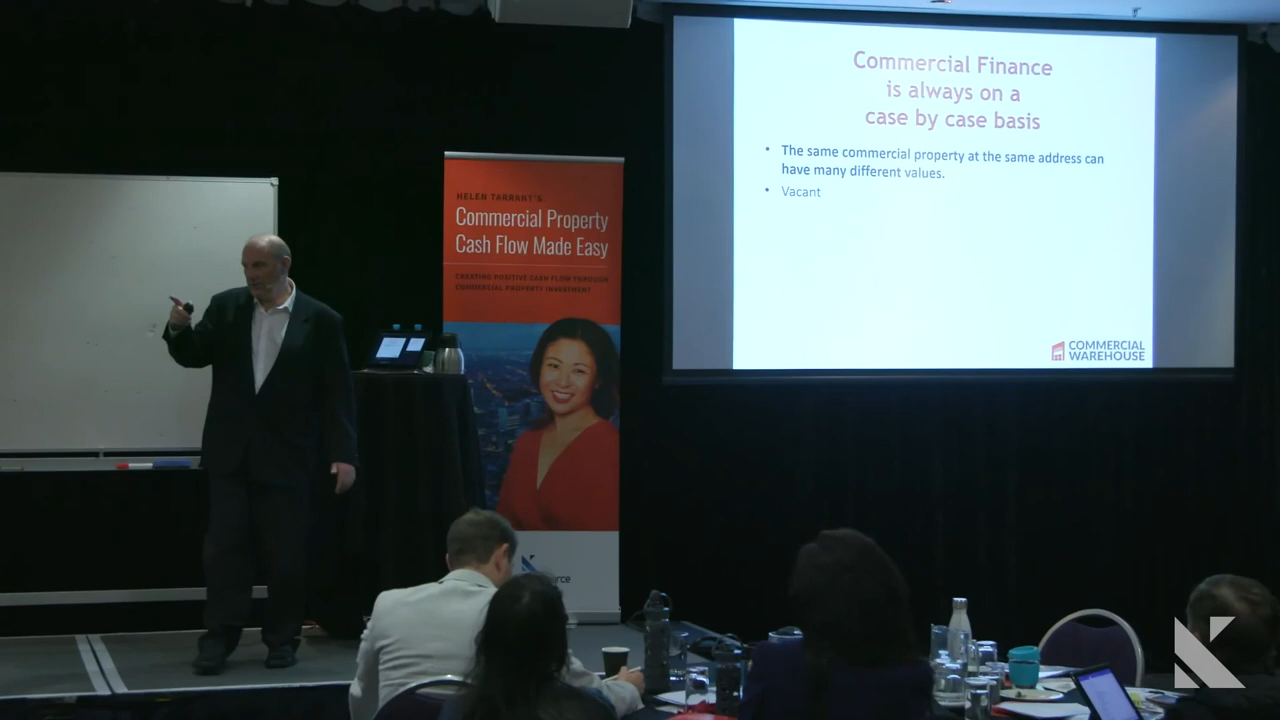 Commercial Finance
is always on a
case by case basis
• The same commercial property at the same address can
have many different values.
• Vacant
COMMERCIAL
WAREHOUSE
HELEN TARRANT'S
Commercial Property
Cash Flow Made Easy
CREATING POSITIVE CASH FLOW THROUGH
COMMERCIAL PROPERTY INVESTMENT